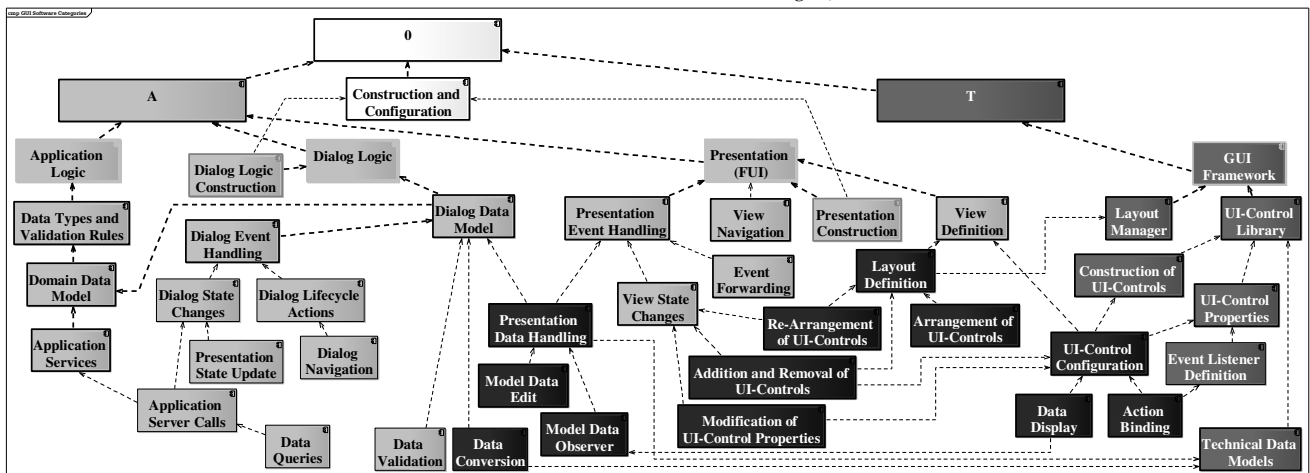 cmp GUI Software Categories
0
A
Construction and
Configuration
T
Application
Logic
Dialog Logic
Construction
Dialog Logic
Presentation
(FUI)
GUI
Framework
Data Types and
Validation Rules
Dialog Event
Handling
Dialog Data
Model
Presentation
Event Handling
View
Navigation
Presentation
Construction
View
Definition
Layout
Manager
UI-Control
Library
Domain Data
Model
Dialog State
Changes
Dialog Lifecycle
Actions
Event
Forwarding
Layout
Definition
Construction of
UI-Controls
Application
Services
Presentation
State Update
Dialog
Navigation
Presentation
Data Handling
View State
Changes
Re-Arrangement
of UI-Controls
Arrangement of
UI-Controls
UI-Control
Properties
Application
Server Calls
Model Data
Edit
Addition and Removal of
UI-Controls
UI-Control
Configuration
Event Listener
Definition
Data
Queries
Data
Validation
Data
Conversion
Model Data
Observer
Modification of
UI-Control Properties
Data
Display
Action
Binding
Technical Data
Models